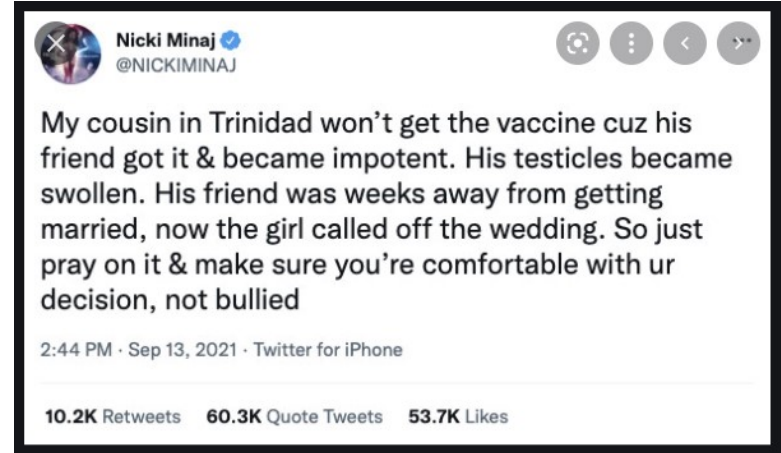 Nicki Minaj
@NICKIMINAJ
My cousin in Trinidad won’t get the vaccine cuz his
friend got it & became impotent. His testicles became
swollen. His friend was weeks away from getting
married, now the girl called off the wedding. So just
pray on it & make sure you’re comfortable with ur
decision, not bullied
2:44 PM · Sep 13, 2021 · Twitter for iPhone
10.2K Retweets 60.3K Quote Tweets 53.7K Likes